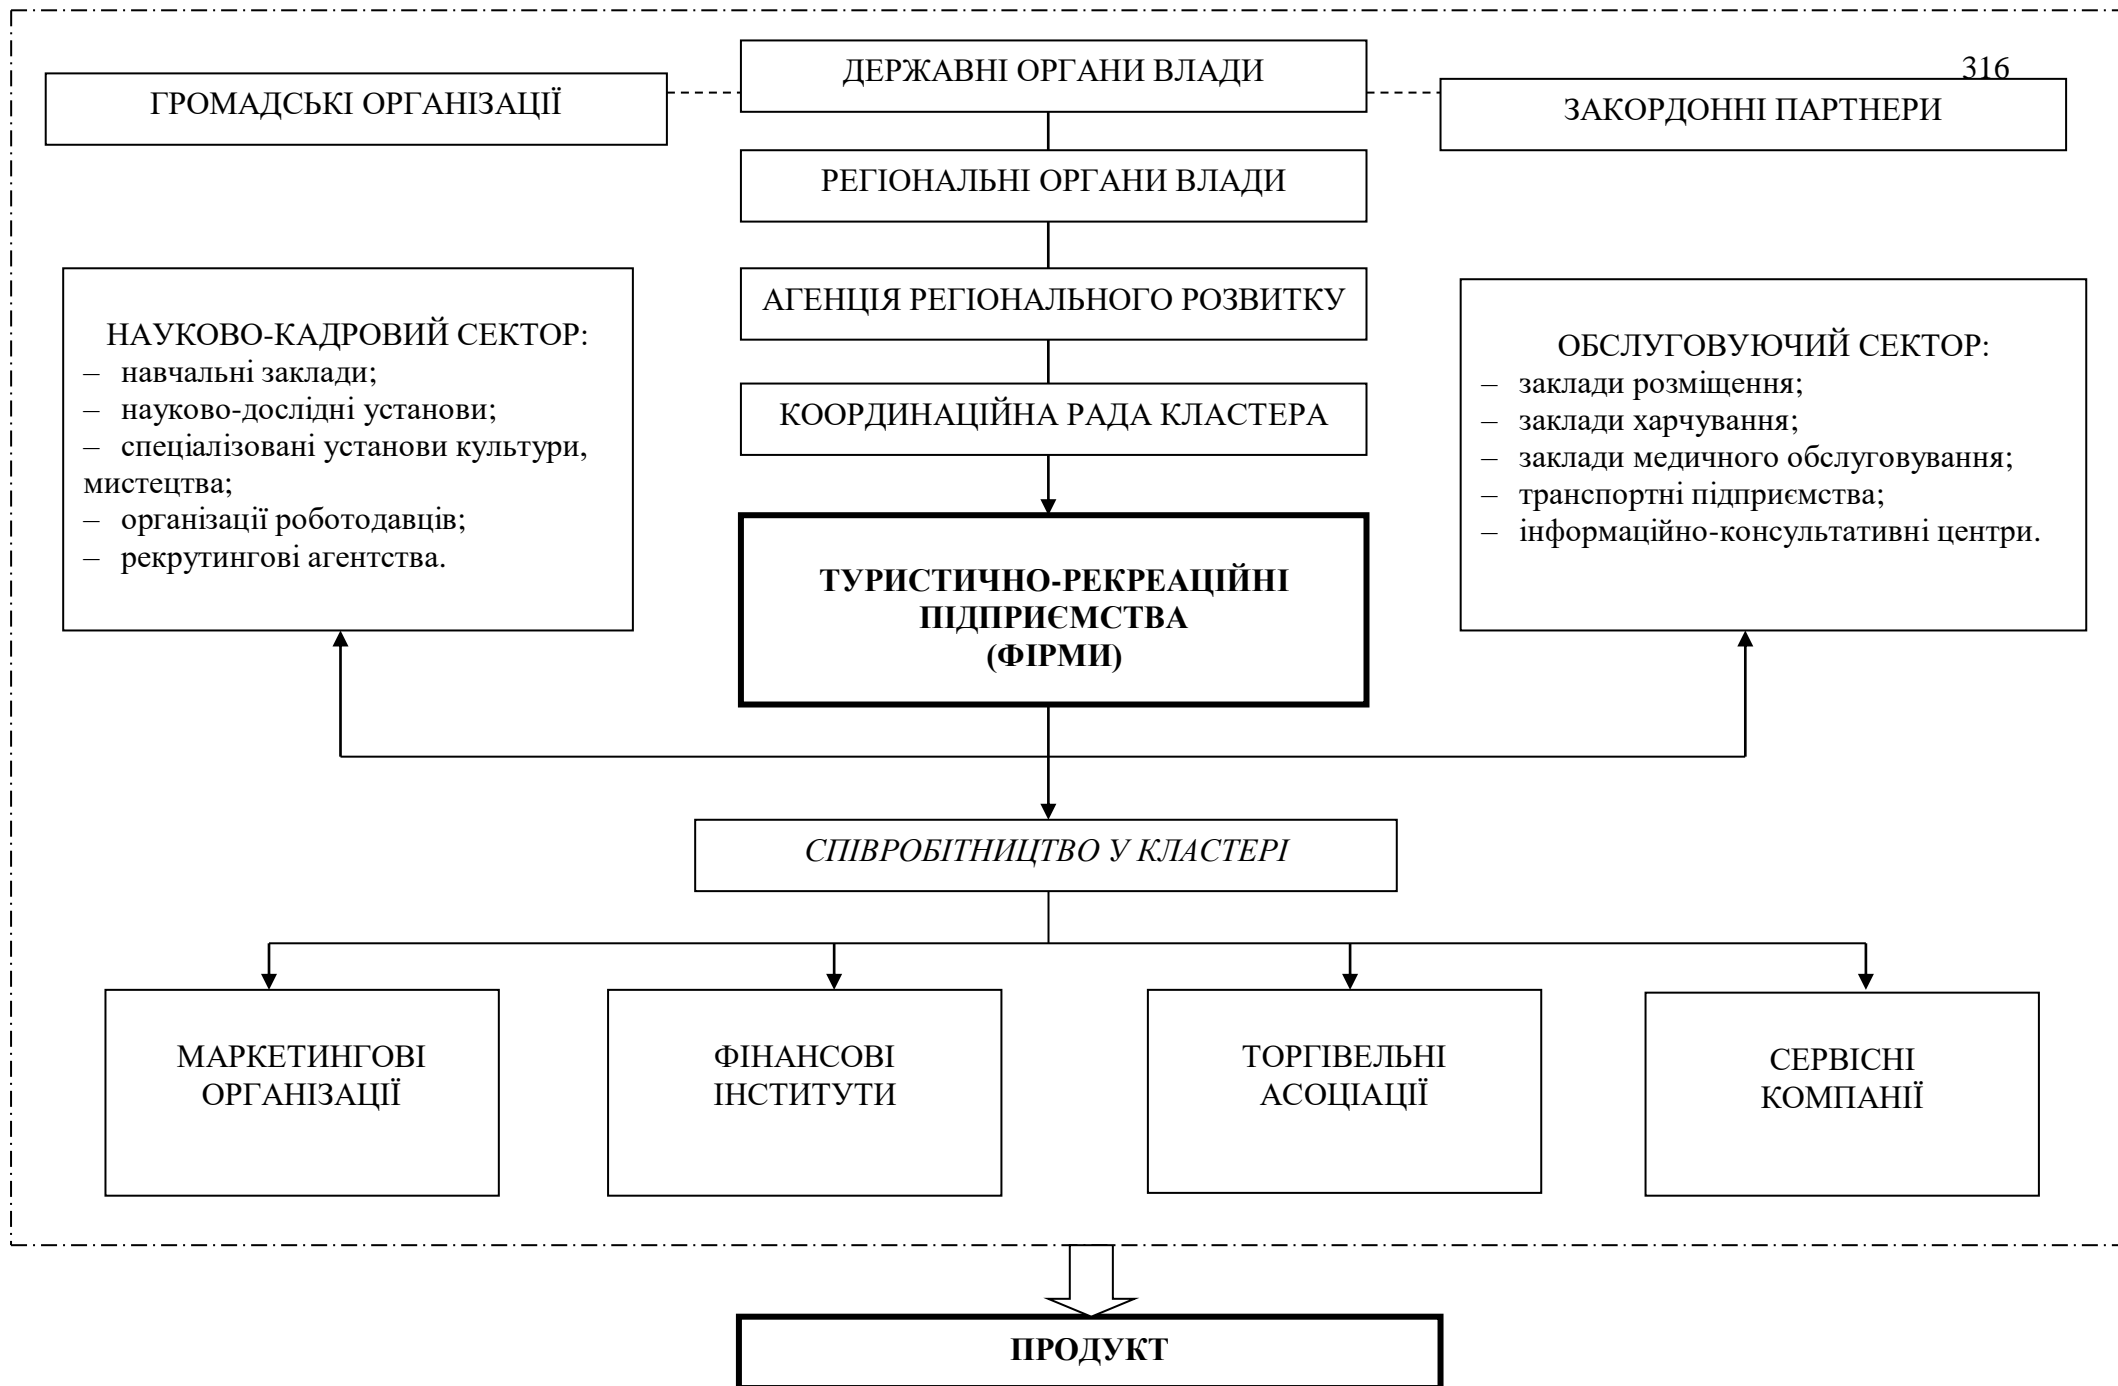 316
ДЕРЖАВНІ ОРГАНИ ВЛАДИ
ГРОМАДСЬКІ ОРГАНІЗАЦІЇ
ЗАКОРДОННІ ПАРТНЕРИ
РЕГІОНАЛЬНІ ОРГАНИ ВЛАДИ
АГЕНЦІЯ РЕГІОНАЛЬНОГО РОЗВИТКУ
КООРДИНАЦІЙНА РАДА КЛАСТЕРА
НАУКОВО-КАДРОВИЙ СЕКТОР:
– навчальні заклади;
– науково-дослідні установи;
– спеціалізовані установи культури,
мистецтва;
– організації роботодавців;
– рекрутингові агентства.
ОБСЛУГОВУЮЧИЙ СЕКТОР:
– заклади розміщення;
– заклади харчування;
– заклади медичного обслуговування;
– транспортні підприємства;
– інформаційно-консультативні центри.
ТУРИСТИЧНО-РЕКРЕАЦІЙНІ
ПІДПРИЄМСТВА
(ФІРМИ)
СПІВРОБІТНИЦТВО У КЛАСТЕРІ
МАРКЕТИНГОВІ
ОРГАНІЗАЦІЇ
ФІНАНСОВІ
ІНСТИТУТИ
ТОРГІВЕЛЬНІ
АСОЦІАЦІЇ
СЕРВІСНІ
КОМПАНІЇ
ПРОДУКТ